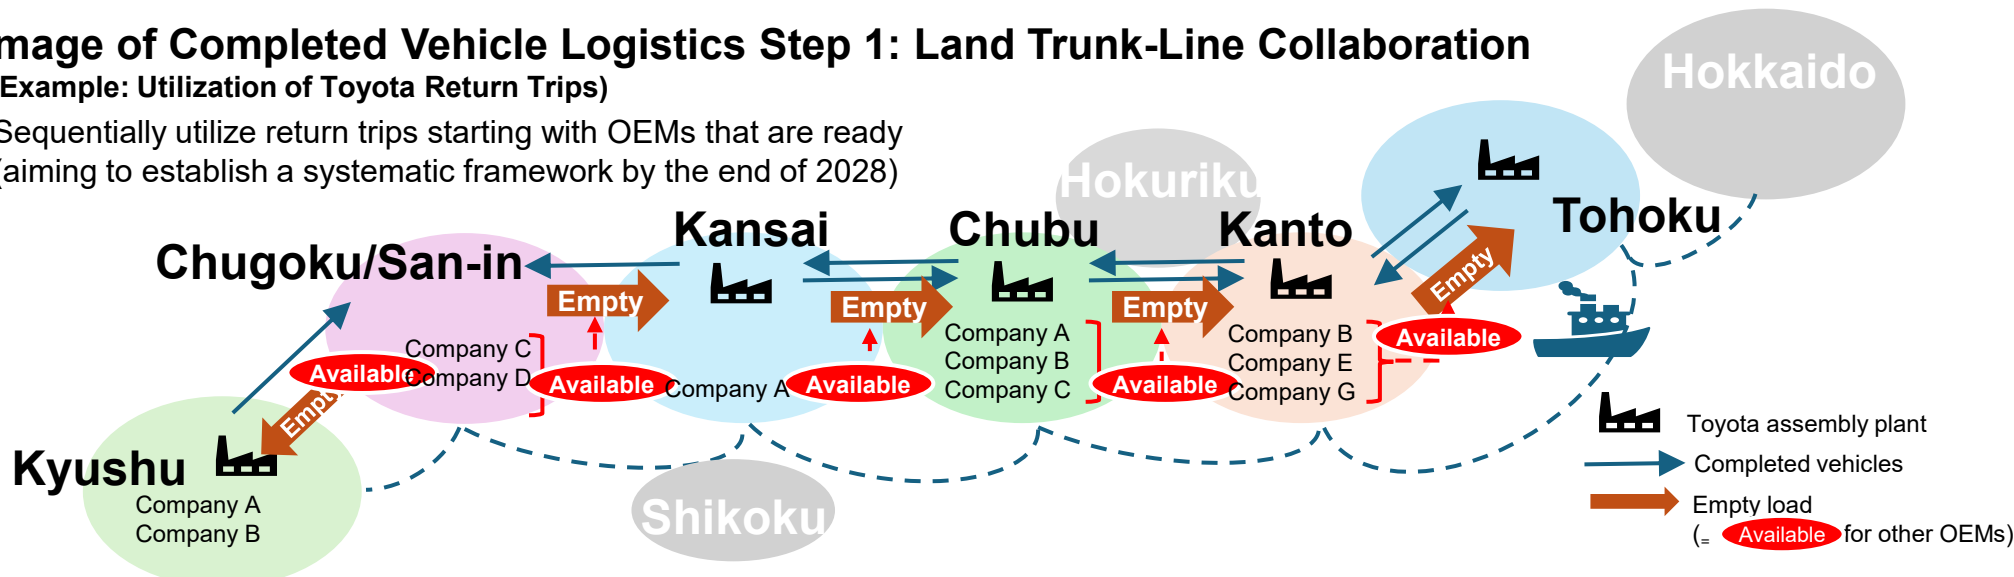 mage of Completed Vehicle Logistics Step 1: Land Trunk-Line Collaboration
Example: Utilization of Toyota Return Trips)
Sequentially utilize return trips starting with OEMs that are ready
(aiming to establish a systematic framework by the end of 2028)
Hokkaido
Hokuriku
Tohoku
Kansai
Chubu
Kanto
Chugoku/San-in
Empty
Empty
Empty
Empty
Empty
Company C
Company D
Company A
Company A
Company B
Company C
Company B
Company E
Company G
Available
Available
Available
Available
Available
Kyushu
Company A
Company B
Shikoku
Toyota assembly plant
Completed vehicles
Empty load
(= Available for other OEMs)